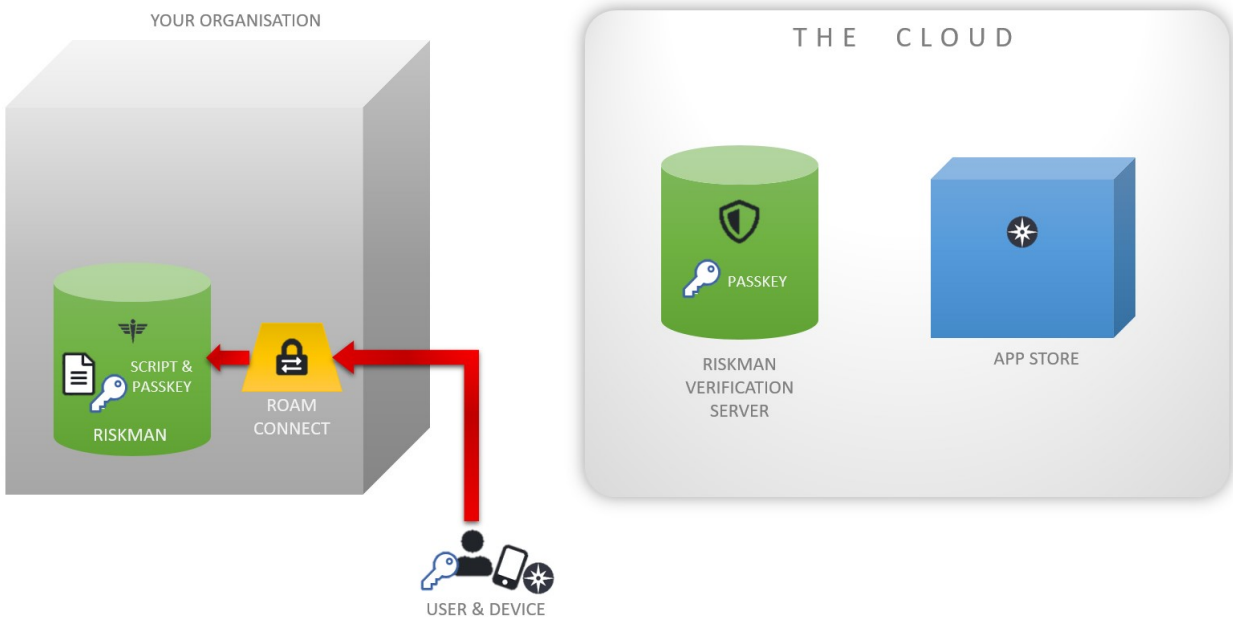 YOUR ORGANISATION
THE CLOUD
SCRIPT &
PASSKEY
RISKMAN
ROAM
CONNECT
PASSKEY
RISKMAN
VERIFICATION
SERVER
APP STORE
USER & DEVICE